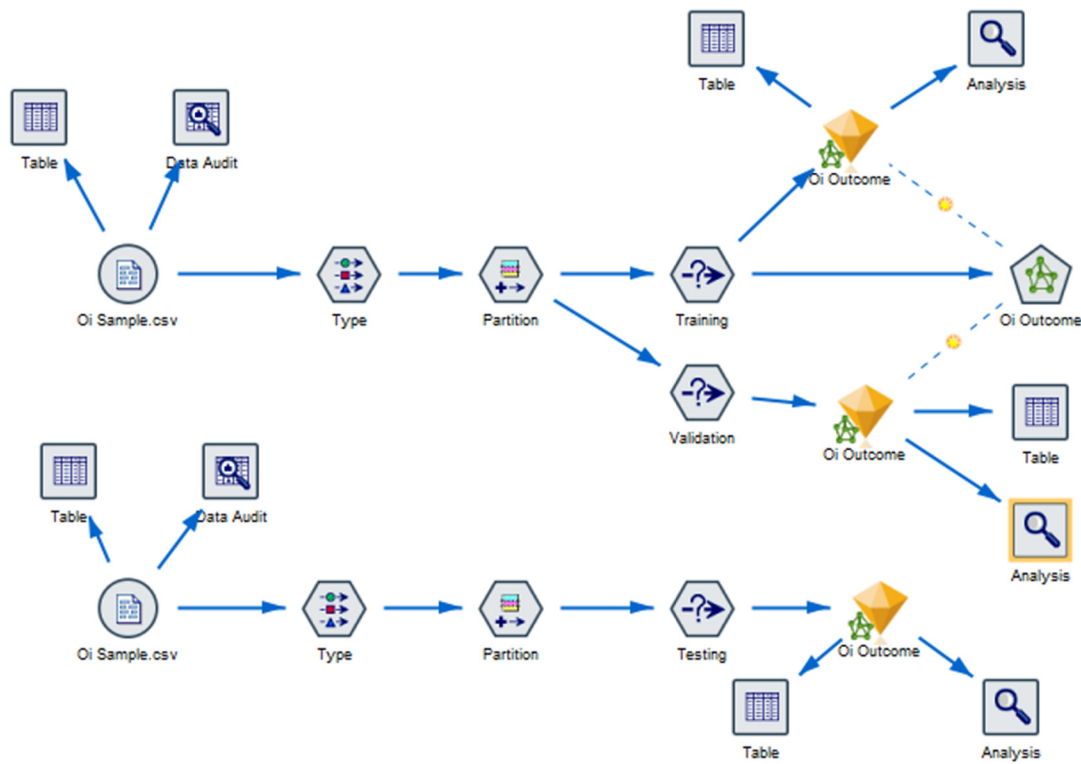 Table
Analysis
Table
Data Audit
Oi Outcome
Oi Sample.csv
Type
Partition
Training
Oi Outcome
Validation
Oi Outcome
Table
Table
Data Audit
Analysis
Oi Sample.csv
Type
Partition
Testing
Oi Outcome
Table
Analysis